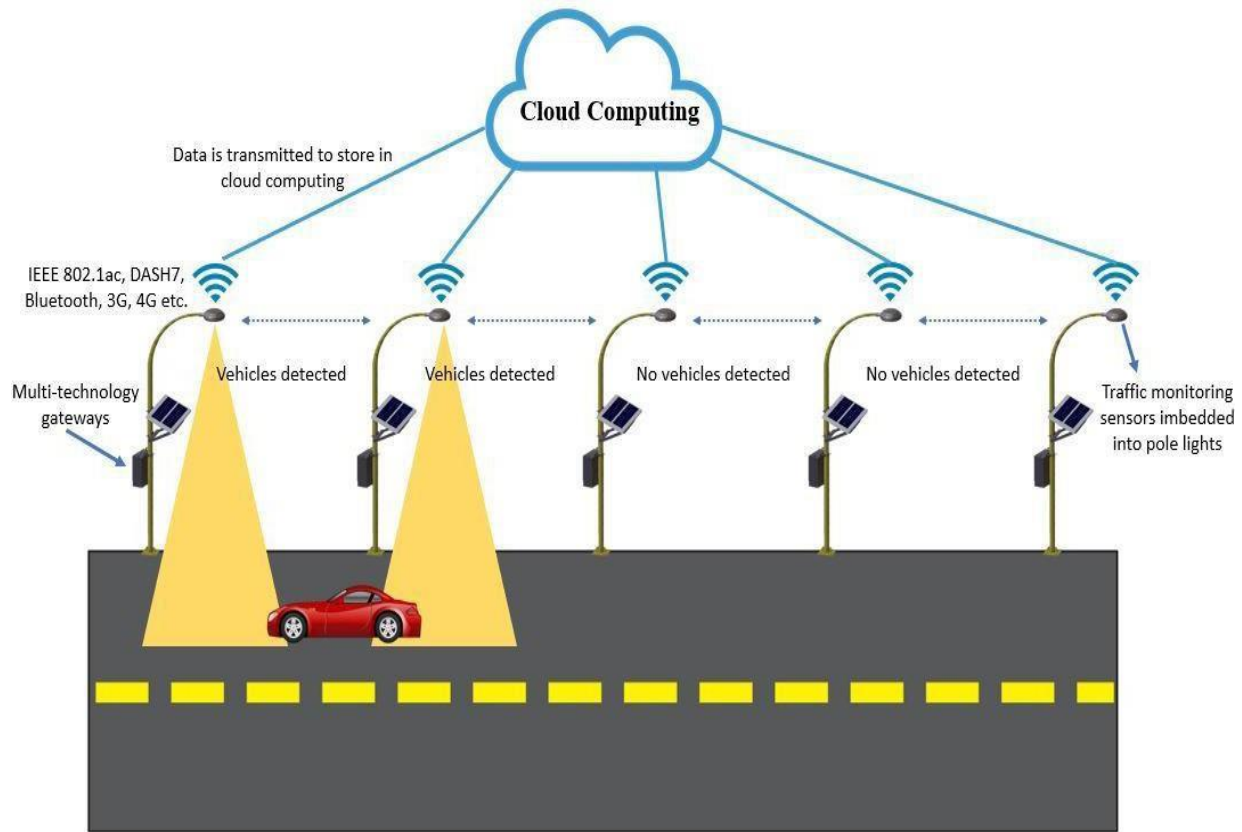 Cloud Computing
Data is transmitted to store in
cloud computing
IEEE 802.1ac, DASH7,
Bluetooth, 3G, 4G etc.
Vehicles detected
Vehicles detected
No vehicles detected
No vehicles detected
Multi-technology
gateways
Traffic monitoring
sensors imbedded
into pole lights